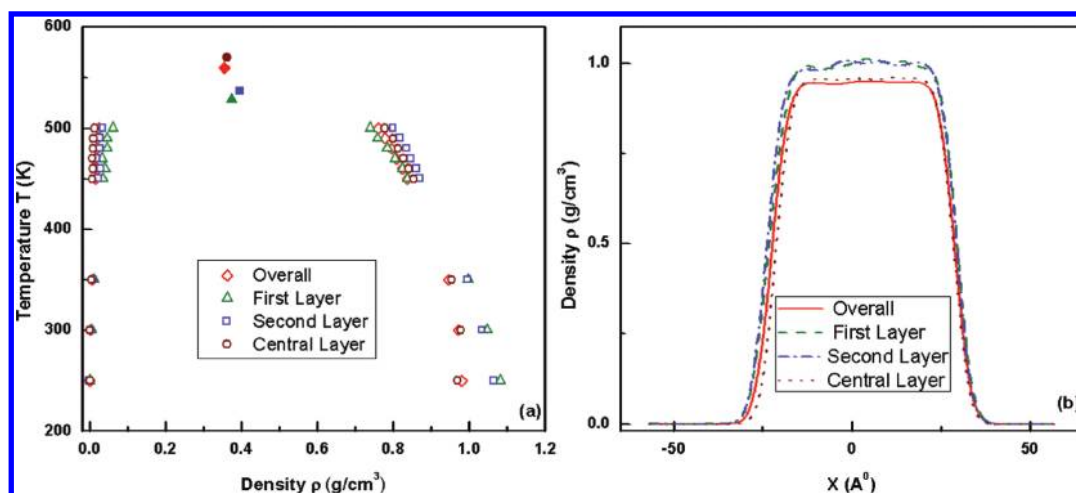 600
500
400
300
200
0.0 0.2 0.4 0.6 0.8 1.0 1.2
Temperature T (K)
Density ρ (g/cm³)
Overall
First Layer
Second Layer
Central Layer
(a)
1.0
0.5
0.0
-50 0 50
Density ρ (g/cm³)
X (A⁰)
Overall
First Layer
Second Layer
Central Layer
(b)